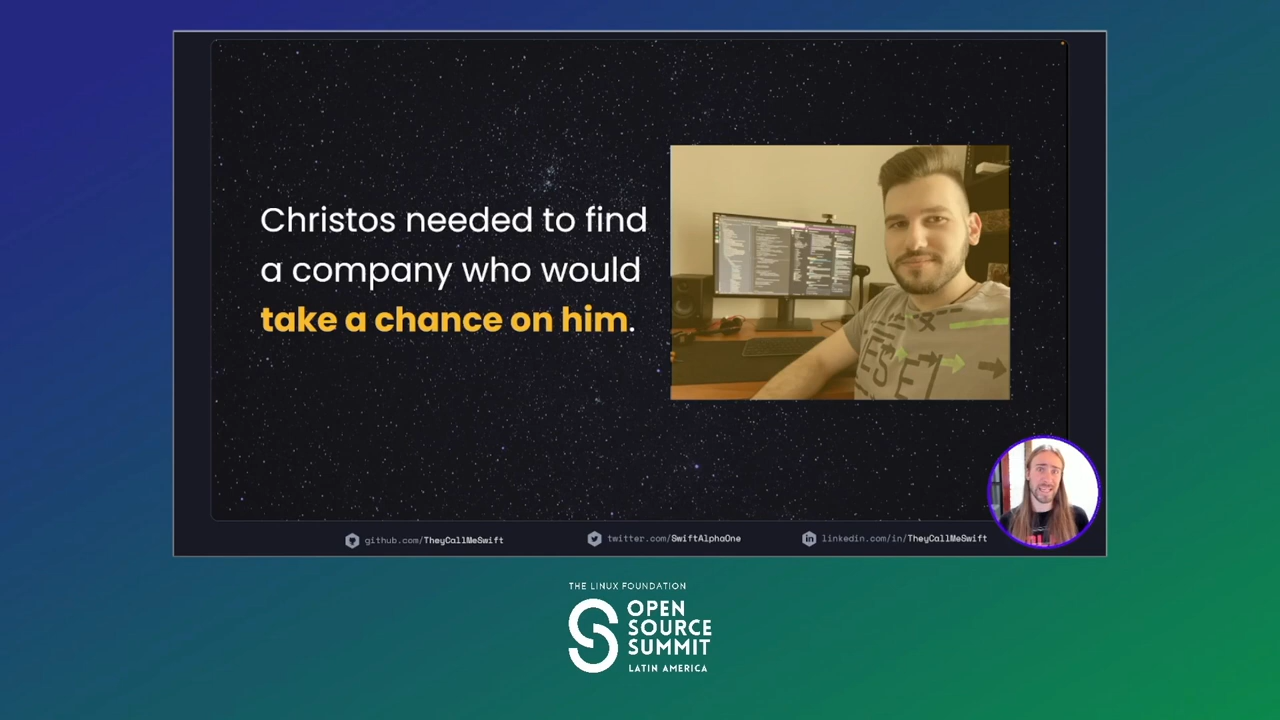 Christos needed to find
a company who would
take a chance on him.
github.com/TheyCallMeSwift
twitter.com/SwiftAlphaOne
linkedin.com/in/TheyCallMeSwift
THE LINUX FOUNDATION
OPEN
SOURCE
SUMMIT
LATIN AMERICA